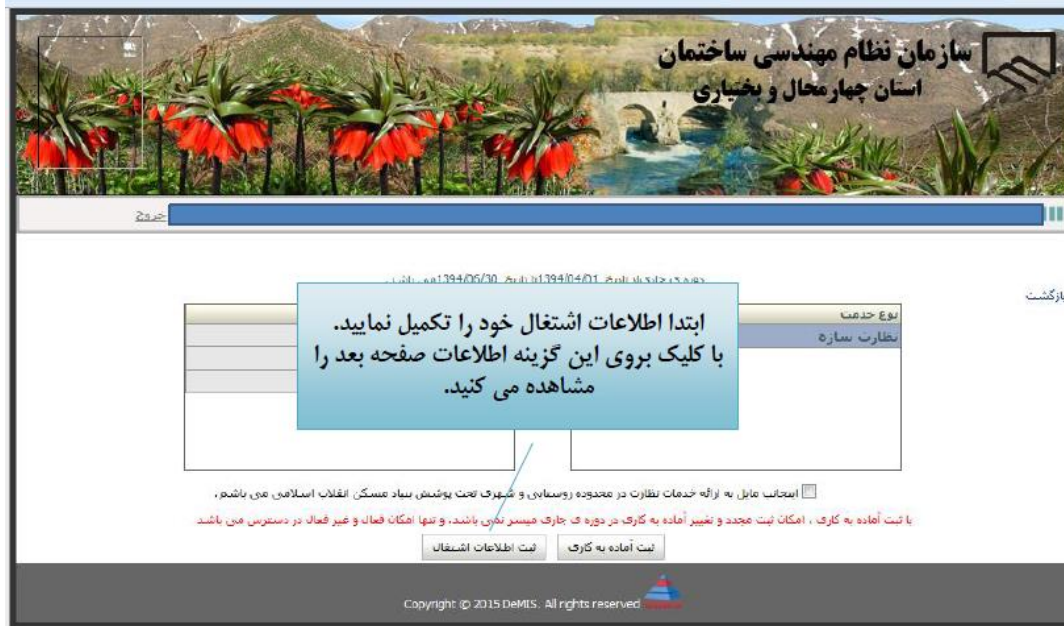 سازمان نظام مهندسی ساختمان
استان چهارمحال و بختیاری
خروج
بازگشت
نوع خدمت
نظارت سازه
ابتدا اطلاعات اشتغال خود را تکمیل نمایید.
با کلیک بروی این گزینه اطلاعات صفحه بعد را
مشاهده می کنید.
اینجانب مایل به ارائه خدمات نظارت در محدوده روستایی و شهری تحت پوشش بنیاد مسکن انقلاب اسلامی می باشم.
با ثبت آماده به کاری ، امکان ثبت مجدد و تغییر آماده به کاری در دوره ی جاری میسر نمی باشد، و تنها امکان فعال و غیر فعال در دسترس می باشد
ثبت آماده به کاری
ثبت اطلاعات اشتغال
Copyright © 2015 DeMIS. All rights reserved